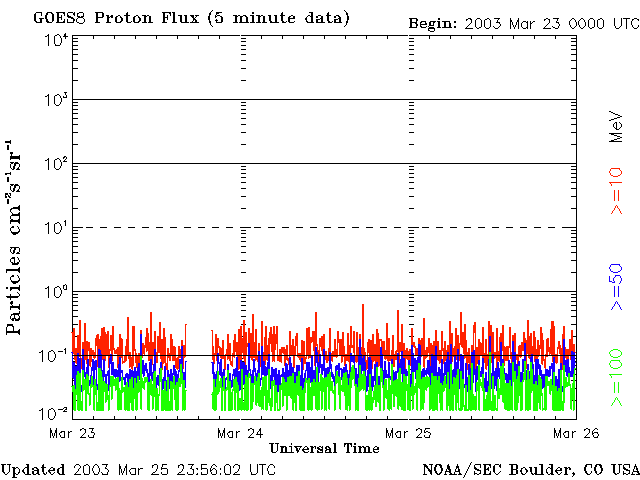 GOES8 Proton Flux (5 minute data)
Begin: 2003 Mar 23 0000 UTC
Particles cm⁻²s⁻¹sr⁻¹
10⁴
10³
10²
10¹
10⁰
10⁻¹
10⁻²
Mar 23
Mar 24
Mar 25
Mar 26
Universal Time
MeV
>=10
>=50
>=100
Updated 2003 Mar 25 23:56:02 UTC
NOAA/SEC Boulder, CO USA